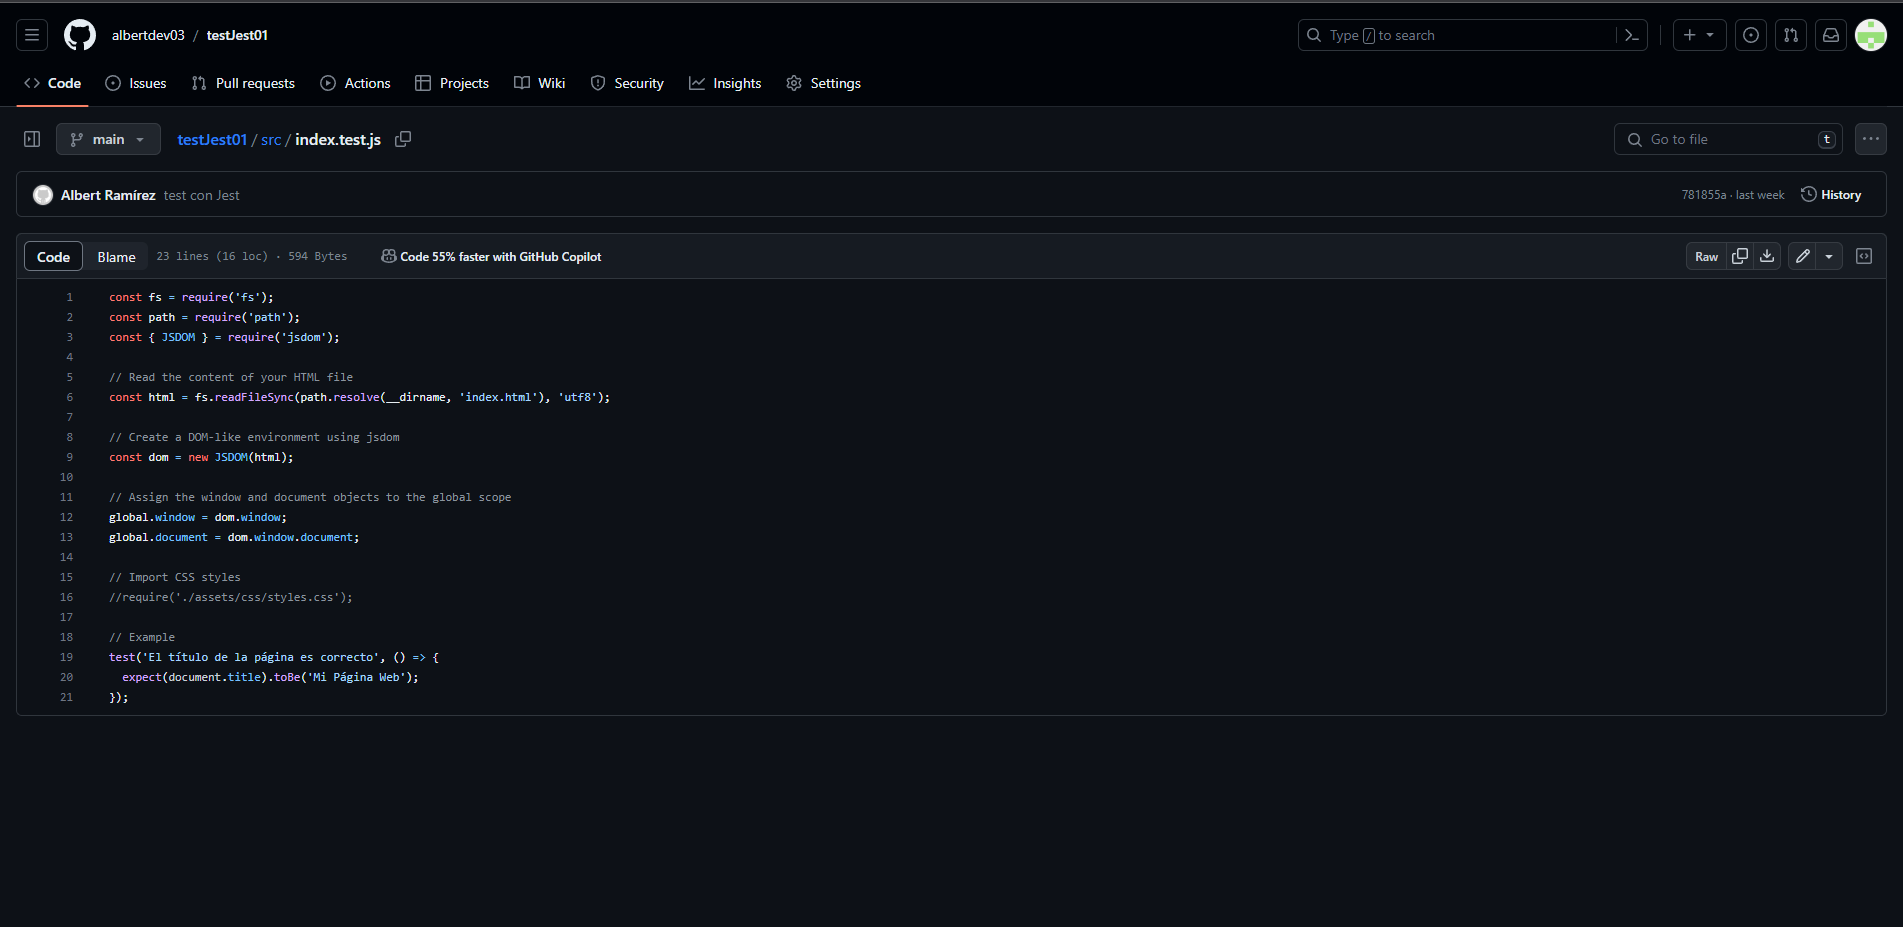 albertdev03 / testJest01
Type / to search
Code Issues Pull requests Actions Projects Wiki Security Insights Settings
main testJest01 / src / index.test.js Go to file t
Albert Ramírez test con Jest 781855a · last week History
Code Blame 23 lines (16 loc) · 594 Bytes Code 55% faster with GitHub Copilot Raw
1 const fs = require('fs');
2 const path = require('path');
3 const { JSDOM } = require('jsdom');
4
5 // Read the content of your HTML file
6 const html = fs.readFileSync(path.resolve(__dirname, 'index.html'), 'utf8');
7
8 // Create a DOM-like environment using jsdom
9 const dom = new JSDOM(html);
10
11 // Assign the window and document objects to the global scope
12 global.window = dom.window;
13 global.document = dom.window.document;
14
15 // Import CSS styles
16 //require('./assets/css/styles.css');
17
18 // Example
19 test('El título de la página es correcto', () => {
20 expect(document.title).toBe('Mi Página Web');
21 });